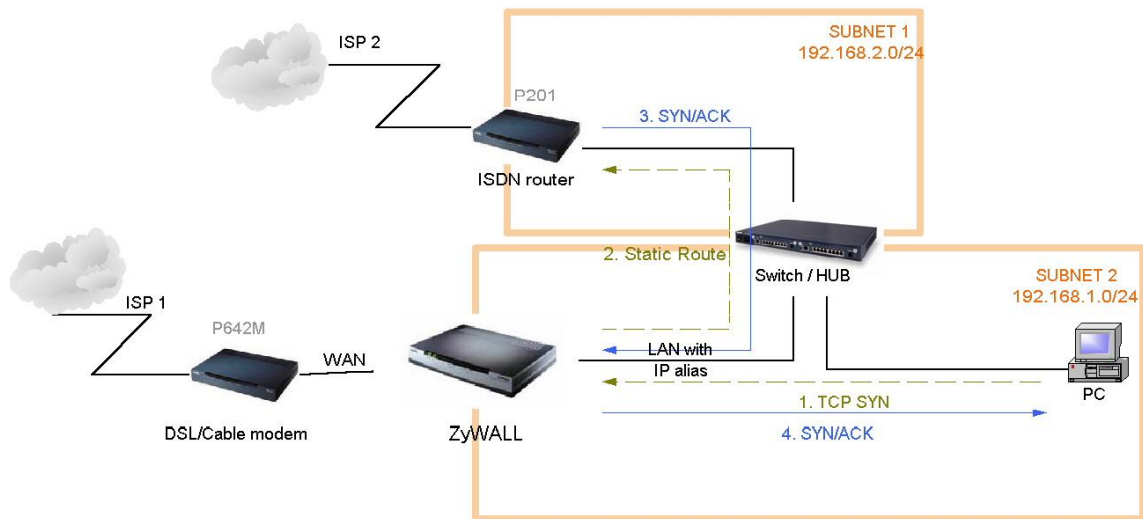 ISP 2
SUBNET 1
192.168.2.0/24
P201
3. SYN/ACK
ISDN router
2. Static Route
Switch / HUB
SUBNET 2
192.168.1.0/24
ISP 1
P642M
WAN
LAN with
IP alias
PC
1. TCP SYN
4. SYN/ACK
DSL/Cable modem
ZyWALL